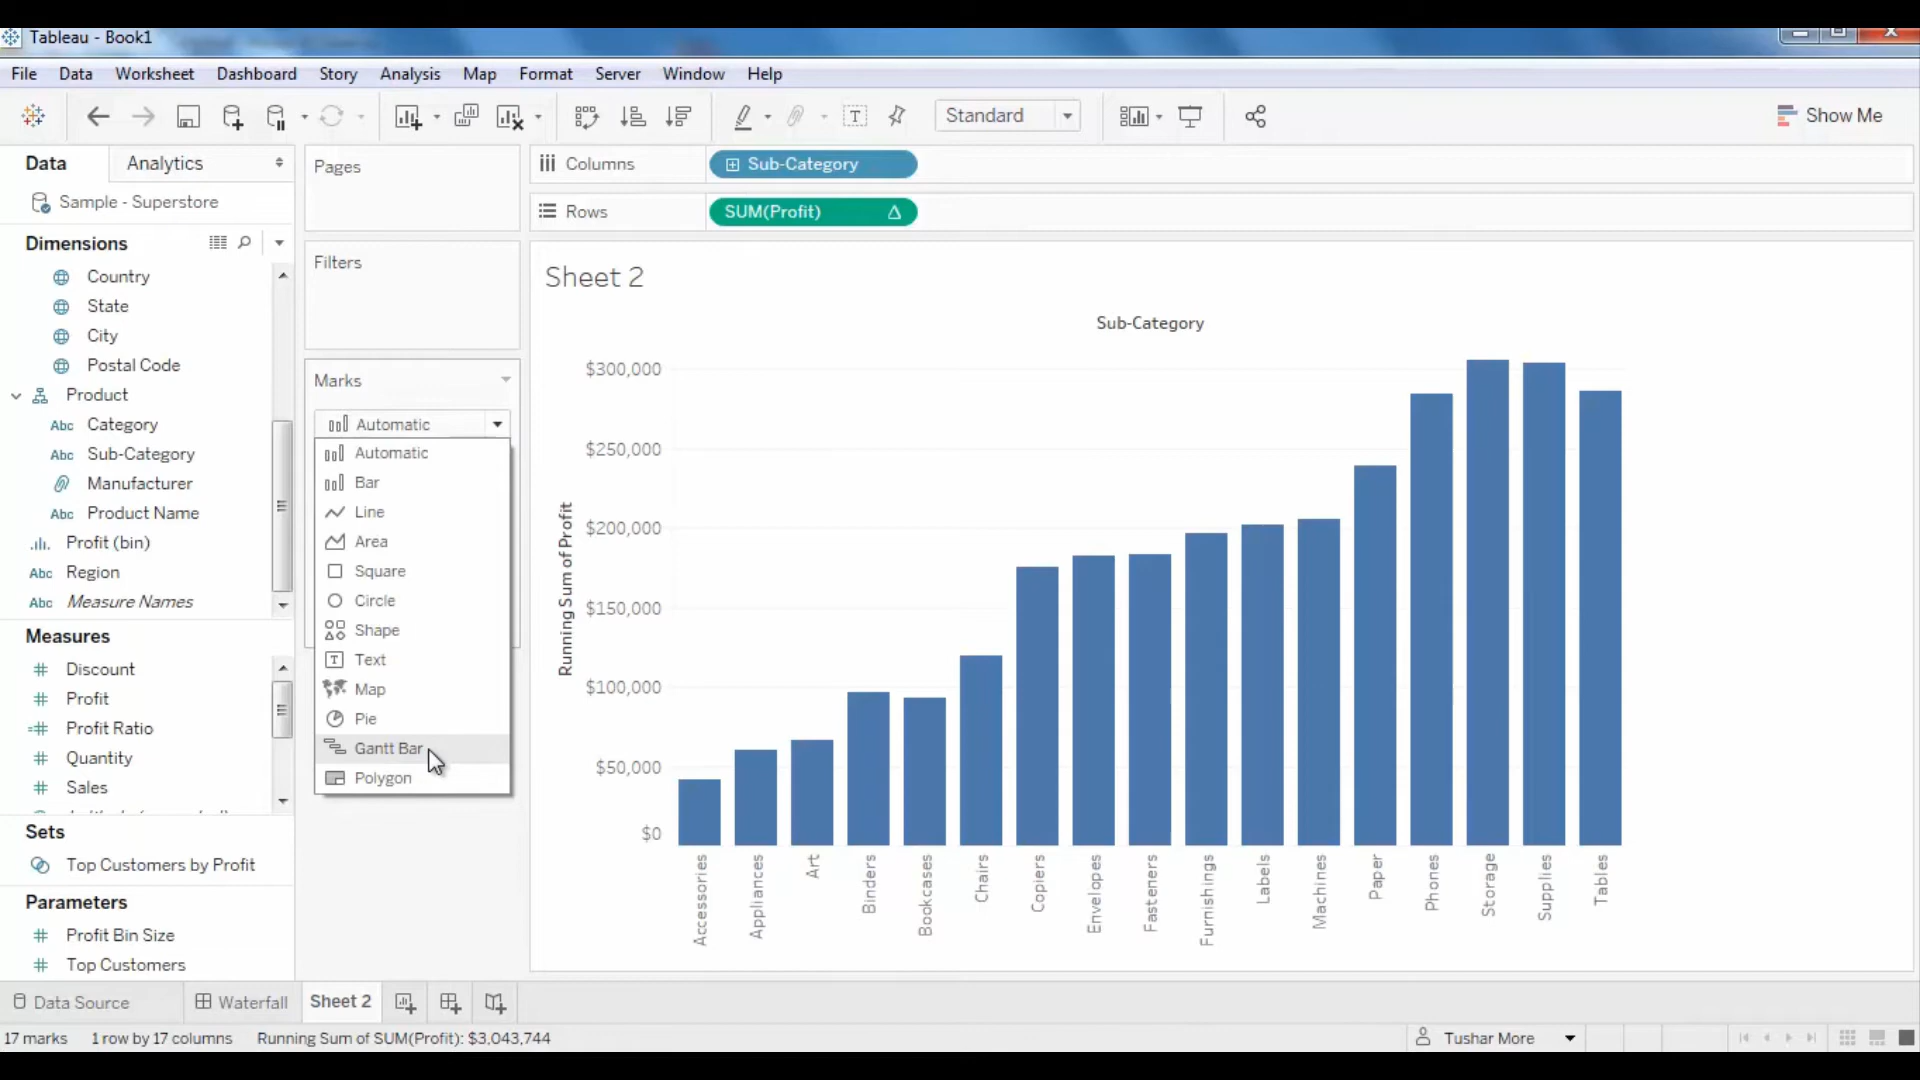 Tableau - Book1
File Data Worksheet Dashboard Story Analysis Map Format Server Window Help
Standard
Show Me
Data
Analytics
Sample - Superstore
Dimensions
Country
State
City
Postal Code
Product
Abc Category
Abc Sub-Category
Manufacturer
Abc Product Name
Profit (bin)
Abc Region
Abc Measure Names
Measures
Discount
Profit
Profit Ratio
Quantity
Sales
Sets
Top Customers by Profit
Parameters
Profit Bin Size
Top Customers
Pages
Filters
Marks
Automatic
Automatic
Bar
Line
Area
Square
Circle
Shape
Text
Map
Pie
Gantt Bar
Polygon
Columns
Sub-Category
Rows
SUM(Profit)
Sheet 2
Sub-Category
Running Sum of Profit
$300,000
$250,000
$200,000
$150,000
$100,000
$50,000
$0
Accessories
Appliances
Art
Binders
Bookcases
Chairs
Copiers
Envelopes
Fasteners
Furnishings
Labels
Machines
Paper
Phones
Storage
Supplies
Tables
Data Source
Waterfall
Sheet 2
17 marks
1 row by 17 columns
Running Sum of SUM(Profit): $3,043,744
Tushar More